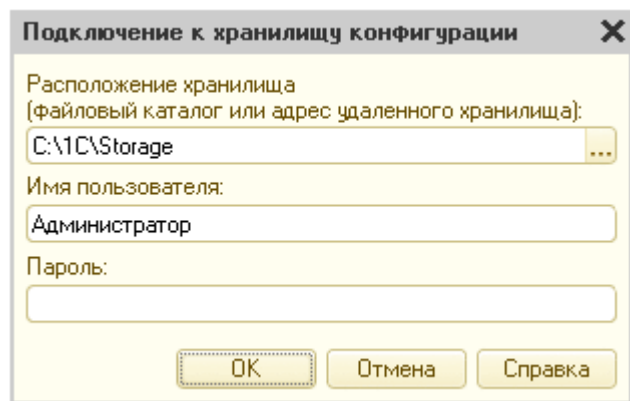 Подключение к хранилищу конфигурации
Расположение хранилища
(файловый каталог или адрес удаленного хранилища):
C:\1C\Storage
...
Имя пользователя:
Администратор
Пароль:
OK Отмена Справка